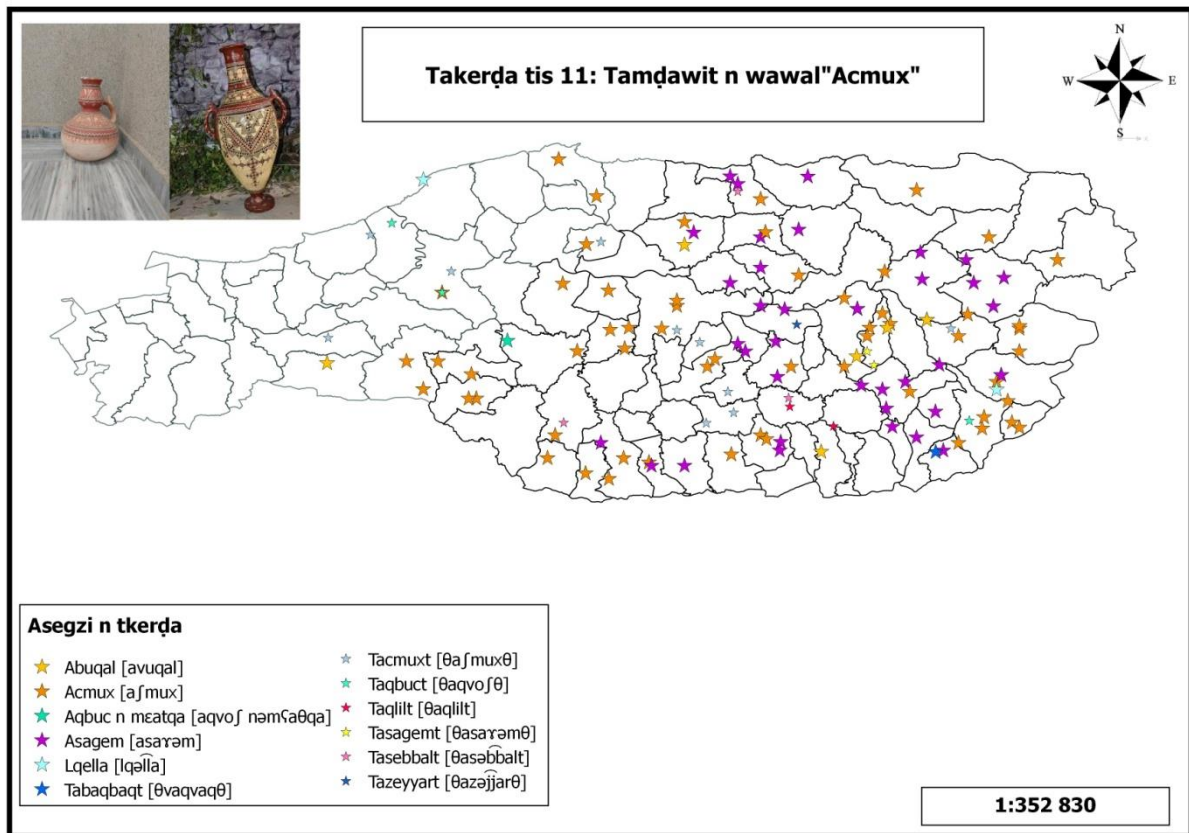 Takerḍa tis 11: Tamḍawit n wawal"Acmux"
N
W
E
S
Asegzi n tkerḍa
Abuqal [avuqal]
Acmux [aʃmux]
Aqbuc n mɛatqa [aqvoʃ nəmʕaθqa]
Asagem [asaɤəm]
Lqella [lqəl͡la]
Tabaqbaqt [θvaqvaqθ]
Tacmuxt [θaʃmuxθ]
Taqbuct [θaqvoʃθ]
Taqlilt [θaqlilt]
Tasagemt [θasaɤəmθ]
Tasebbalt [θasəb͡balt]
Tazeyyart [θazəj͡jarθ]
1:352 830